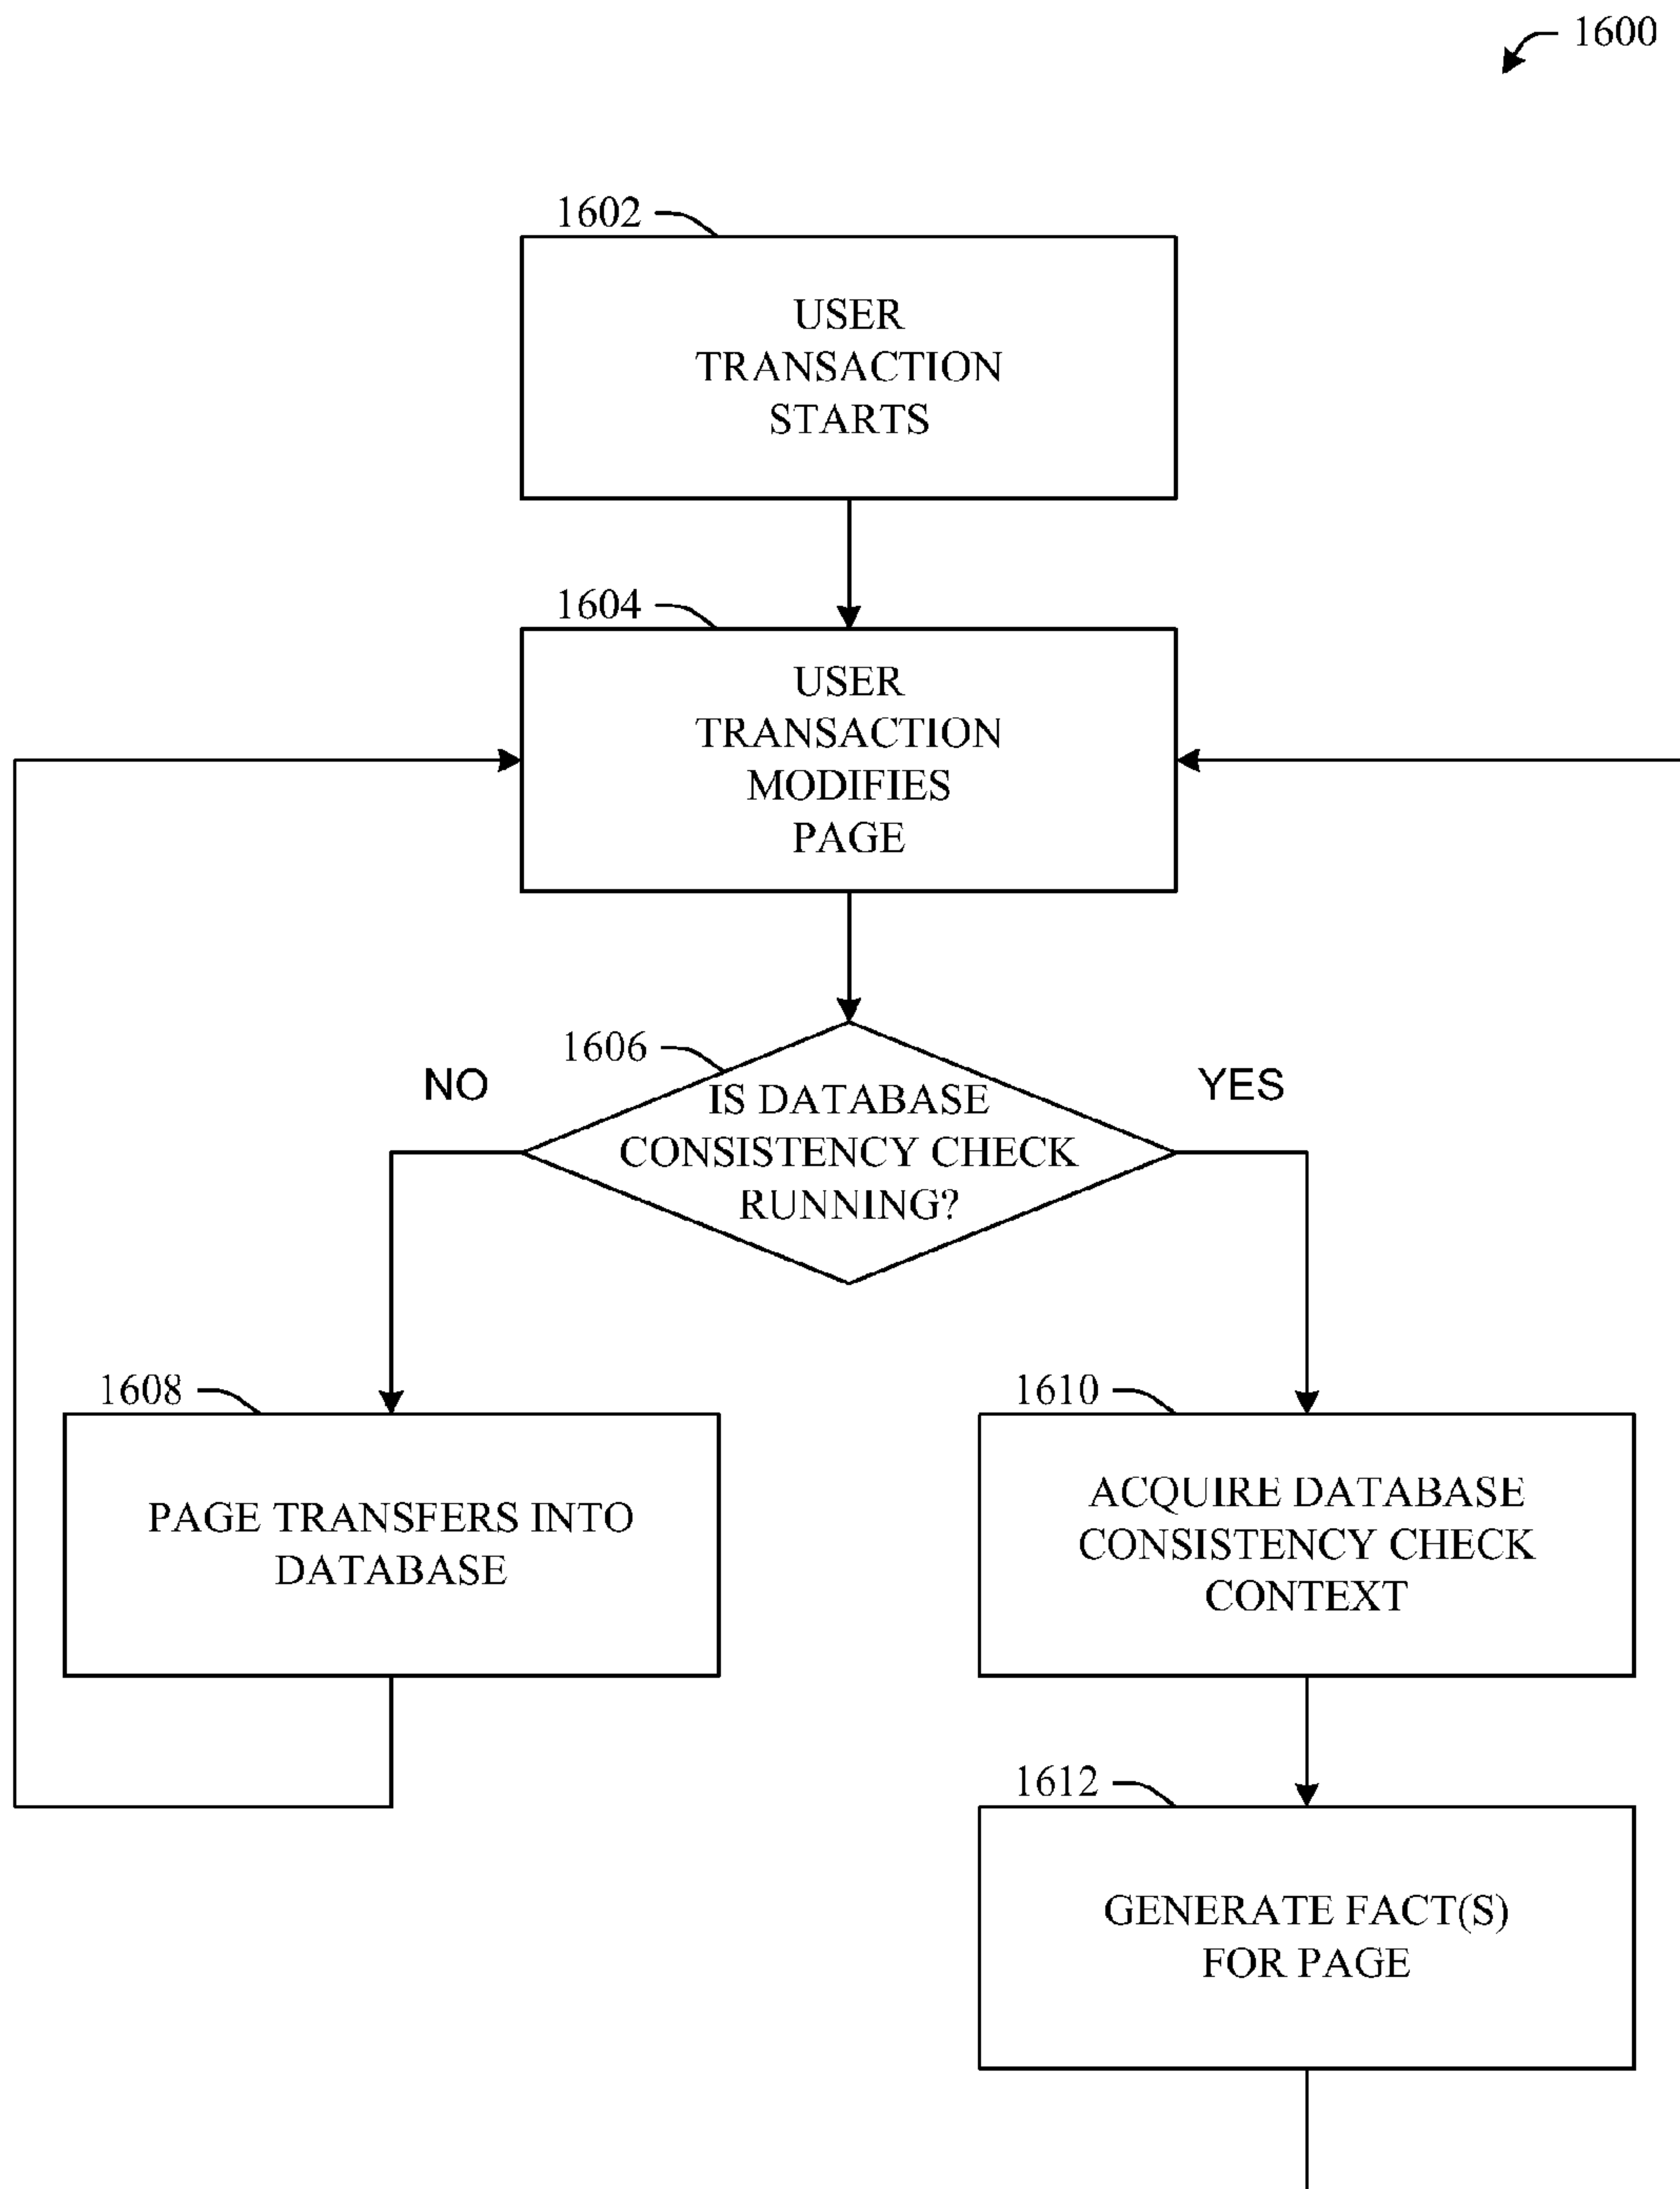 1600
1602
USER
TRANSACTION
STARTS
1604
USER
TRANSACTION
MODIFIES
PAGE
1606
NO
YES
IS DATABASE
CONSISTENCY CHECK
RUNNING?
1608
PAGE TRANSFERS INTO
DATABASE
1610
ACQUIRE DATABASE
CONSISTENCY CHECK
CONTEXT
1612
GENERATE FACT(S)
FOR PAGE